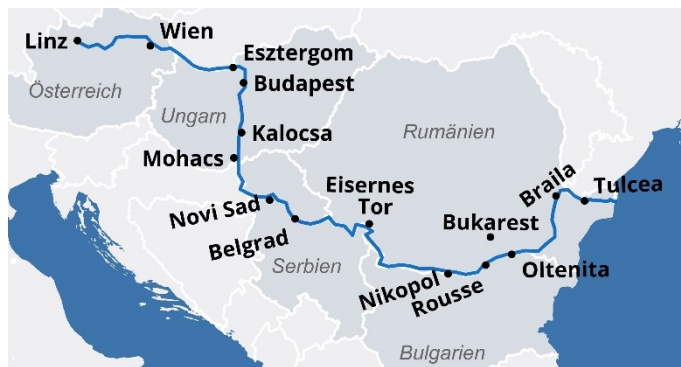 Linz
Wien
Esztergom
Budapest
Österreich
Ungarn
Kalocsa
Rumänien
Mohacs
Eisernes
Tor
Braila
Tulcea
Novi Sad
Bukarest
Belgrad
Serbien
Nikopol
Rousse
Oltenita
Bulgarien